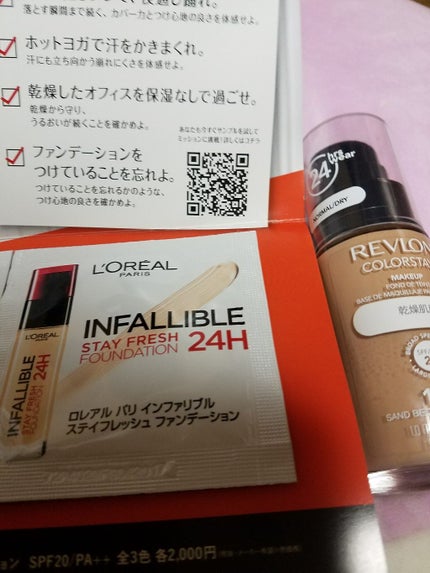 落とす瞬間まで続く、カバー力とつけ心地の良さを体感せよ。
ホットヨガで汗をかきまくれ。
汗にも立ち向かう崩れにくさを体感せよ。
乾燥したオフィスを保湿なしで過ごせ。
乾燥から守り、
うるおいが続くことを確かめよ。
あなたも今すぐサンプルを試して
ミッションに挑戦!詳しくはコチラ
ファンデーションを
つけていることを忘れよ。
つけていることを忘れるかのような、
つけ心地の良さを確かめよ。
L'ORÉAL
PARIS
INFALLIBLE
STAY FRESH
FOUNDATION 24H
ロレアル パリ インファリブル
ステイフレッシュ ファンデーション
L'ORÉAL
INFALLIBLE
STAY FRESH
FOUNDATION
24H
SPF20/PA++ 全3色 各2,000円
24 hrs
NORMAL/DRY
REVLON
COLORSTAY
MAKEUP
FOND DE TEINT
BASE DE MAQUILLAJE
乾燥肌
SAND